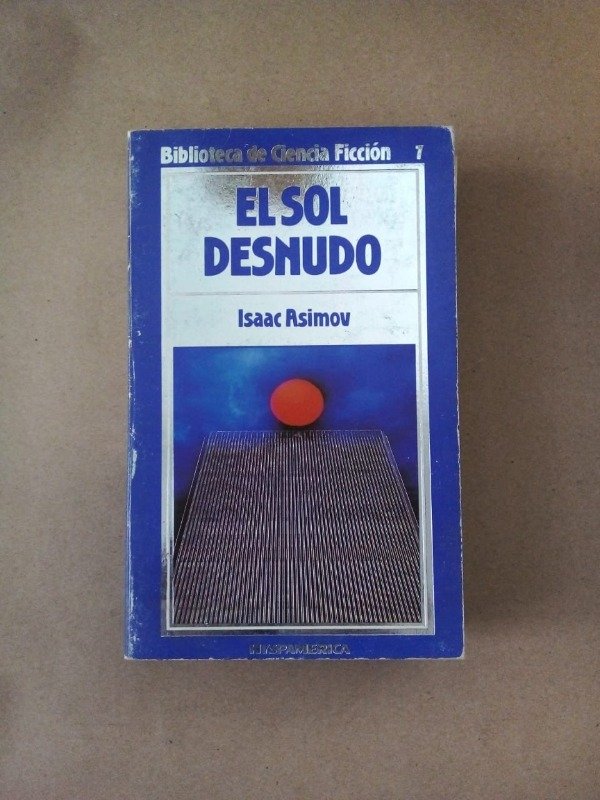 Biblioteca de Ciencia Ficción 7
EL SOL
DESNUDO
Isaac Asimov
HYSPAMERICA